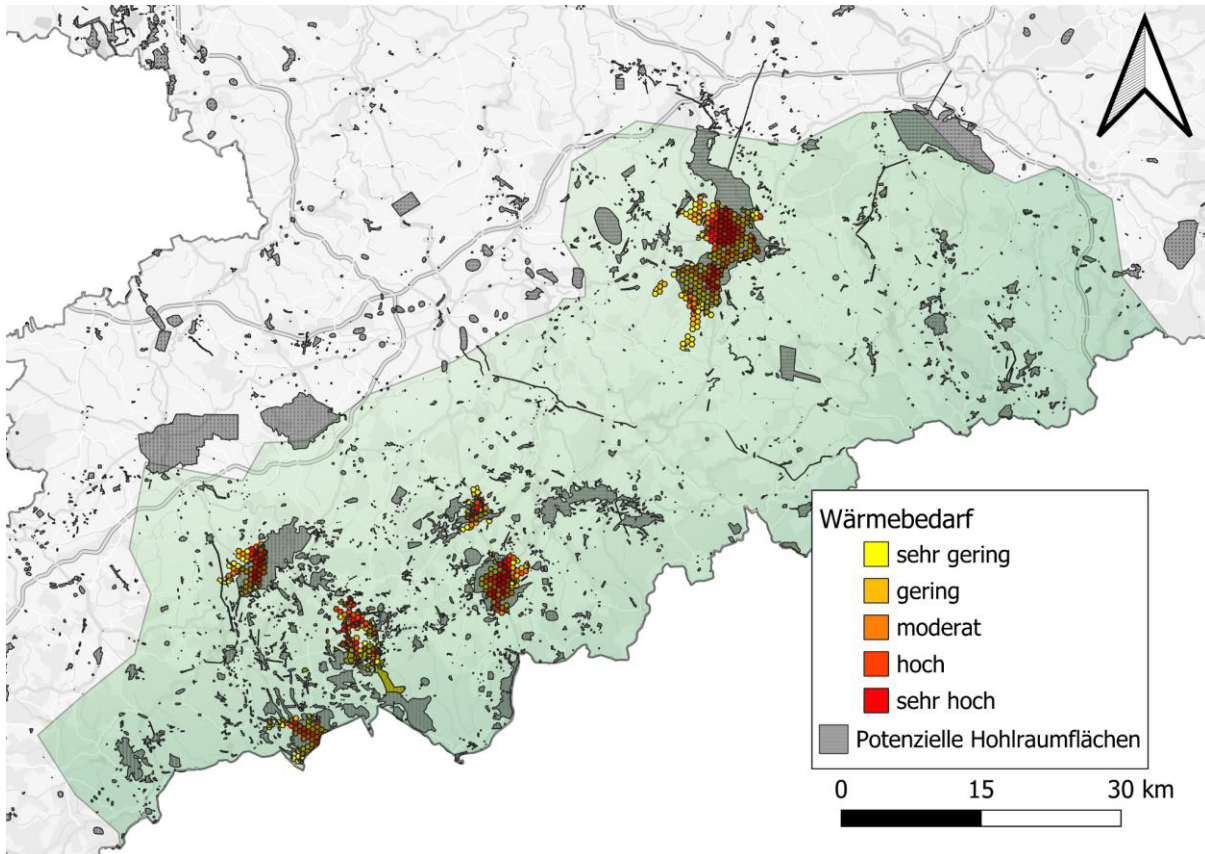 Wärmebedarf
sehr gering
gering
moderat
hoch
sehr hoch
Potenzielle Hohlraumflächen
0 15 30 km